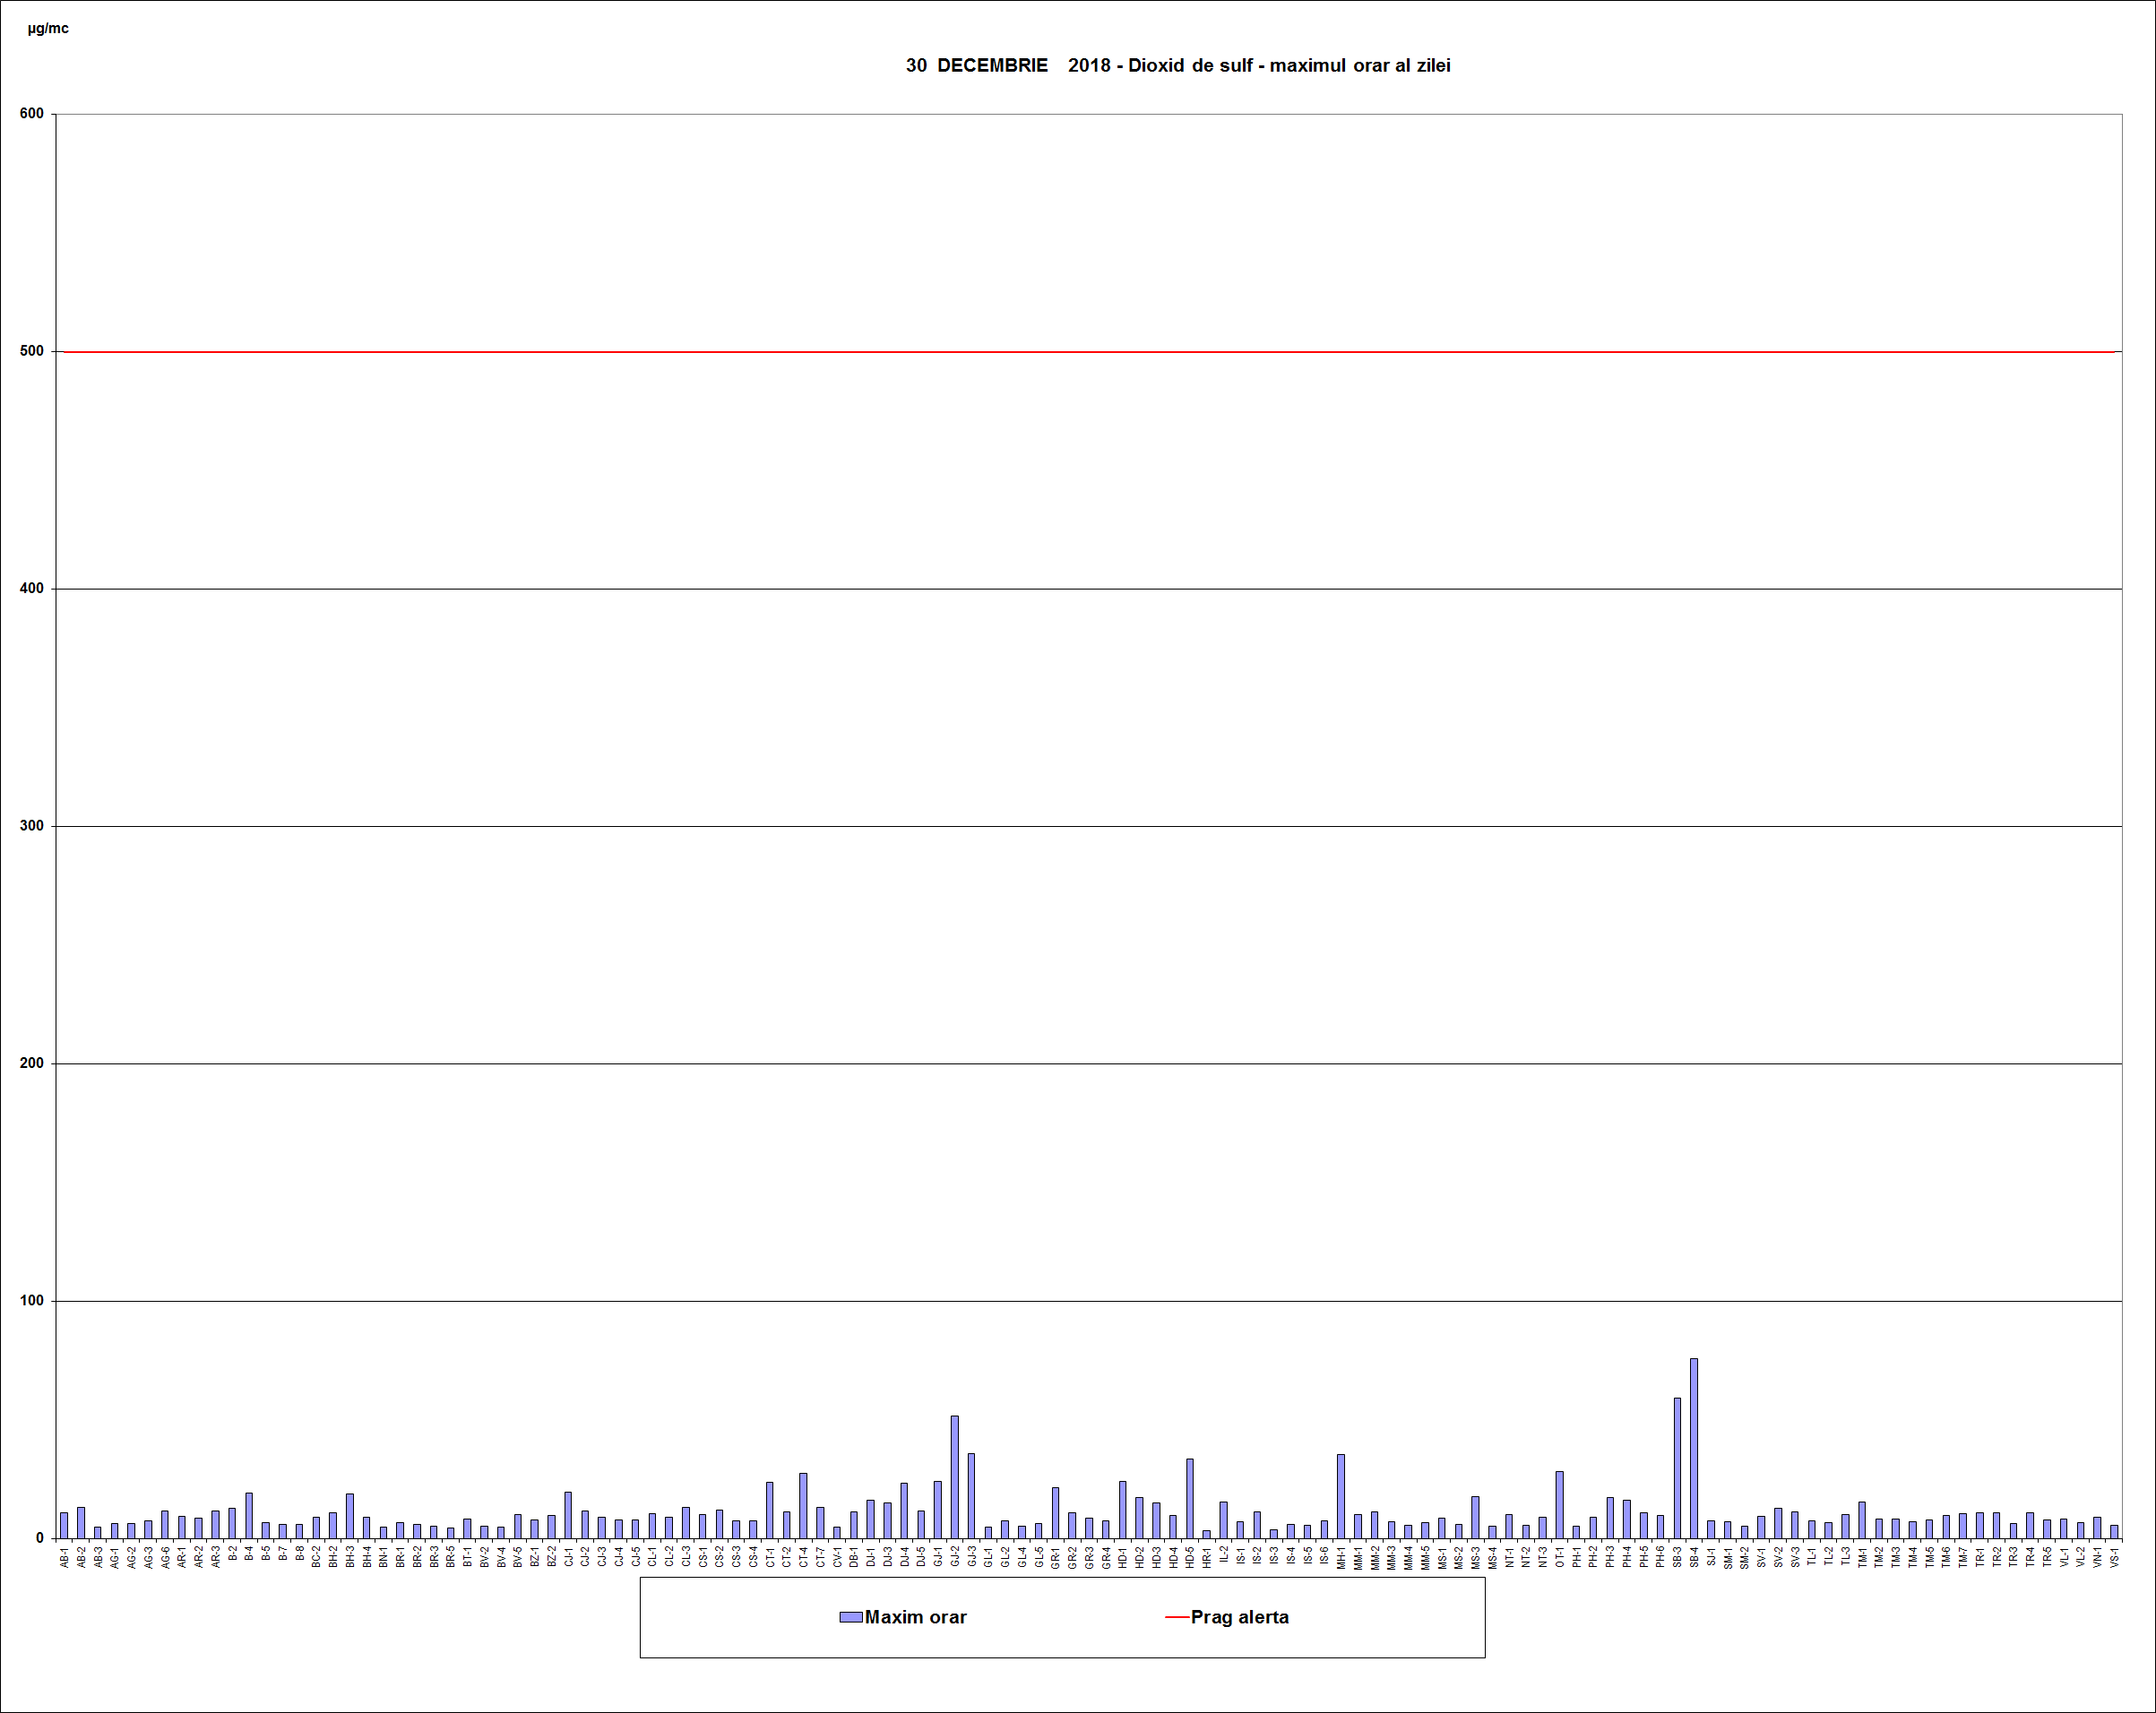 µg/mc
30 DECEMBRIE 2018 - Dioxid de sulf - maximul orar al zilei
600
500
400
300
200
100
0
AB-1 AB-2 AB-3 AG-1 AG-2 AG-3 AG-6 AR-1 AR-2 AR-3 B-2 B-4 B-5 B-7 B-8 BC-2 BH-2 BH-3 BH-4 BN-1 BR-1 BR-2 BR-3 BR-5 BT-1 BV-2 BV-4 BV-5 BZ-1 BZ-2 CJ-1 CJ-2 CJ-3 CJ-4 CJ-5 CL-1 CL-2 CL-3 CS-1 CS-2 CS-3 CS-4 CT-1 CT-2 CT-4 CT-7 CV-1 DB-1 DJ-1 DJ-3 DJ-4 DJ-5 GJ-1 GJ-2 GJ-3 GL-1 GL-2 GL-4 GL-5 GR-1 GR-2 GR-3 GR-4 HD-1 HD-2 HD-3 HD-4 HD-5 HR-1 IL-2 IS-1 IS-2 IS-3 IS-4 IS-5 IS-6 MH-1 MM-1 MM-2 MM-3 MM-4 MM-5 MS-1 MS-2 MS-3 MS-4 NT-1 NT-2 NT-3 OT-1 PH-1 PH-2 PH-3 PH-4 PH-5 PH-6 SB-3 SB-4 SJ-1 SM-1 SM-2 SV-1 SV-2 SV-3 TL-1 TL-2 TL-3 TM-1 TM-2 TM-3 TM-4 TM-5 TM-6 TM-7 TR-1 TR-2 TR-3 TR-4 TR-5 VL-1 VL-2 VN-1 VS-1
Maxim orar Prag alerta